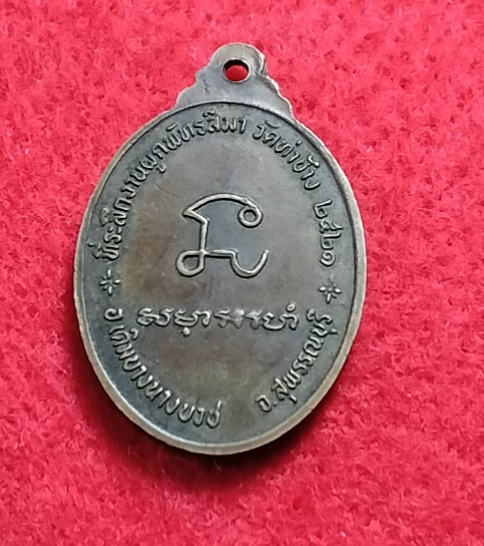 ที่ระลึกงานผูกพัทธสีมา วัดท่าช้าง ๒๕๒๑
อ.เดิมบางนางบวช จ.สุพรรณบุรี